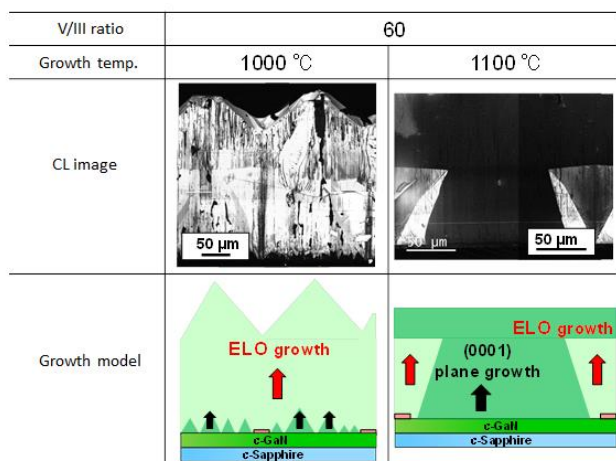 V/III ratio
60
Growth temp.
1000 ℃
1100 ℃
CL image
50 μm
50 μm
50 μm
Growth model
ELO growth
c-GaN
c-Sapphire
ELO growth
(0001)
plane growth
c-GaN
c-Sapphire